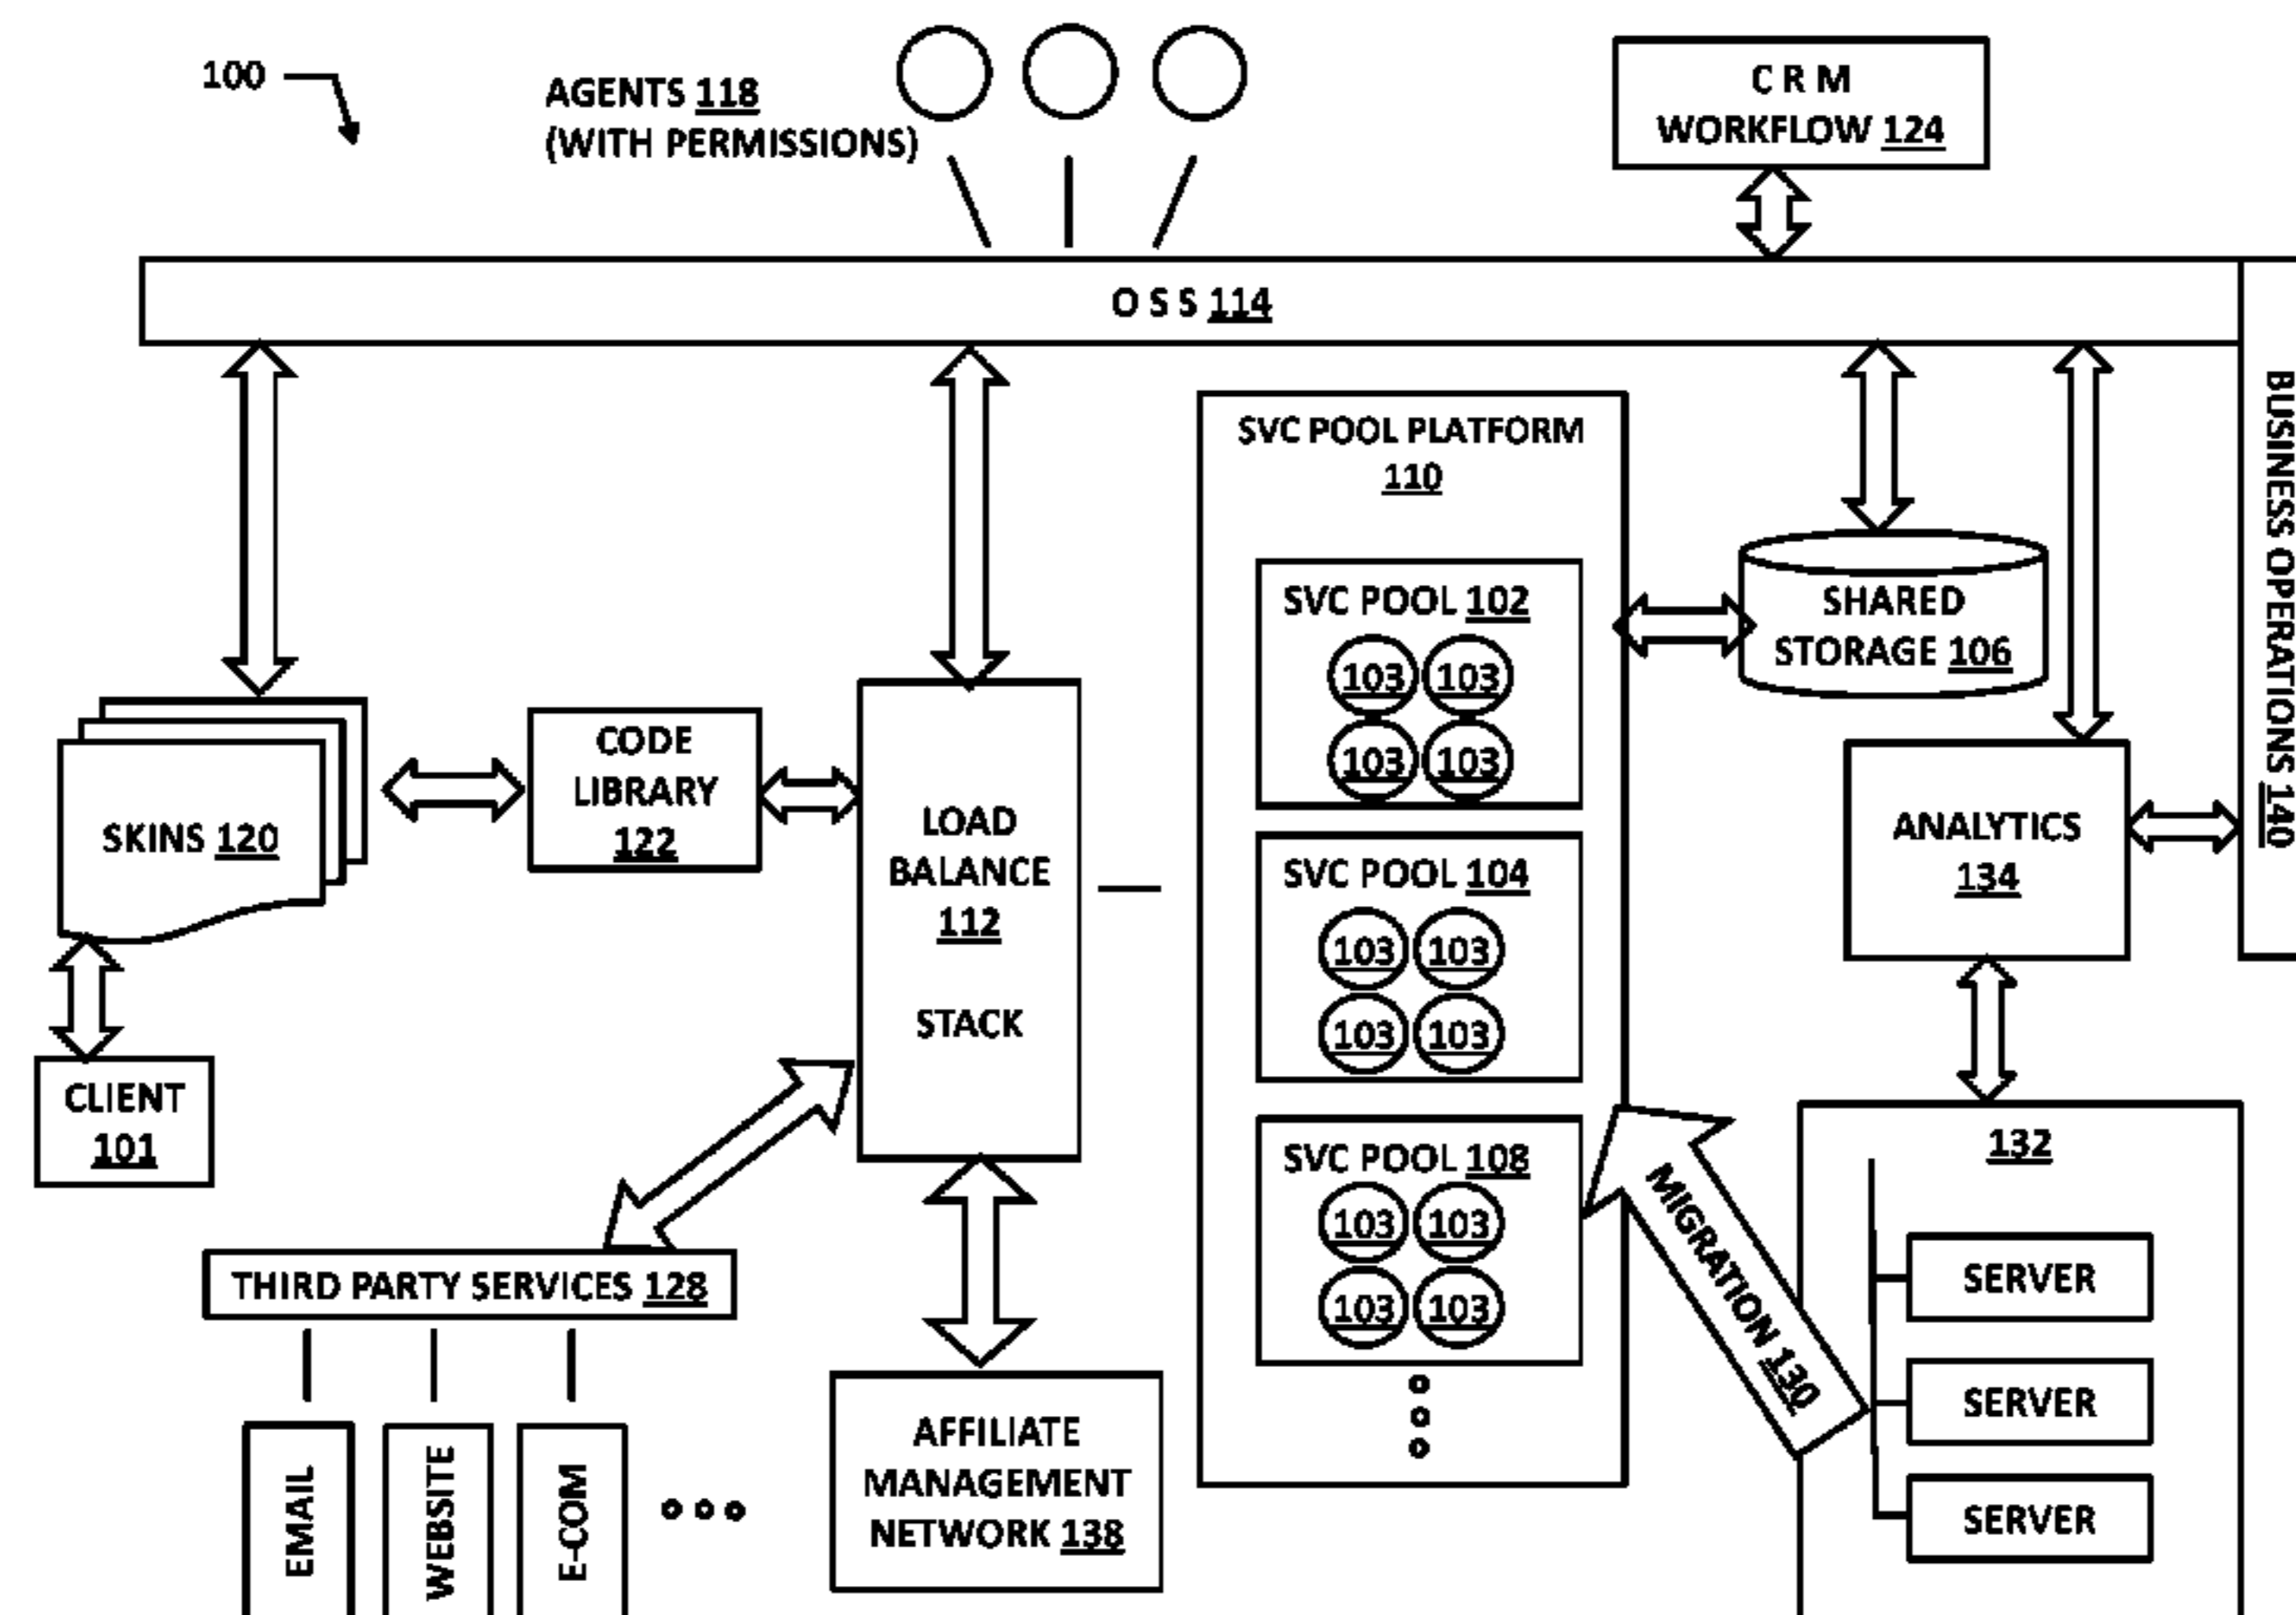 100
AGENTS 118
(WITH PERMISSIONS)
C R M
WORKFLOW 124
O S S 114
BUSINESS OPERATIONS 140
SVC POOL PLATFORM
110
SVC POOL 102
103 103
103 103
SHARED
STORAGE 106
CODE
LIBRARY
122
SKINS 120
LOAD
BALANCE
112
STACK
SVC POOL 104
103 103
103 103
ANALYTICS
134
CLIENT
101
SVC POOL 108
103 103
103 103
MIGRATION 130
132
SERVER
SERVER
SERVER
THIRD PARTY SERVICES 128
EMAIL
WEBSITE
E-COM
AFFILIATE
MANAGEMENT
NETWORK 138